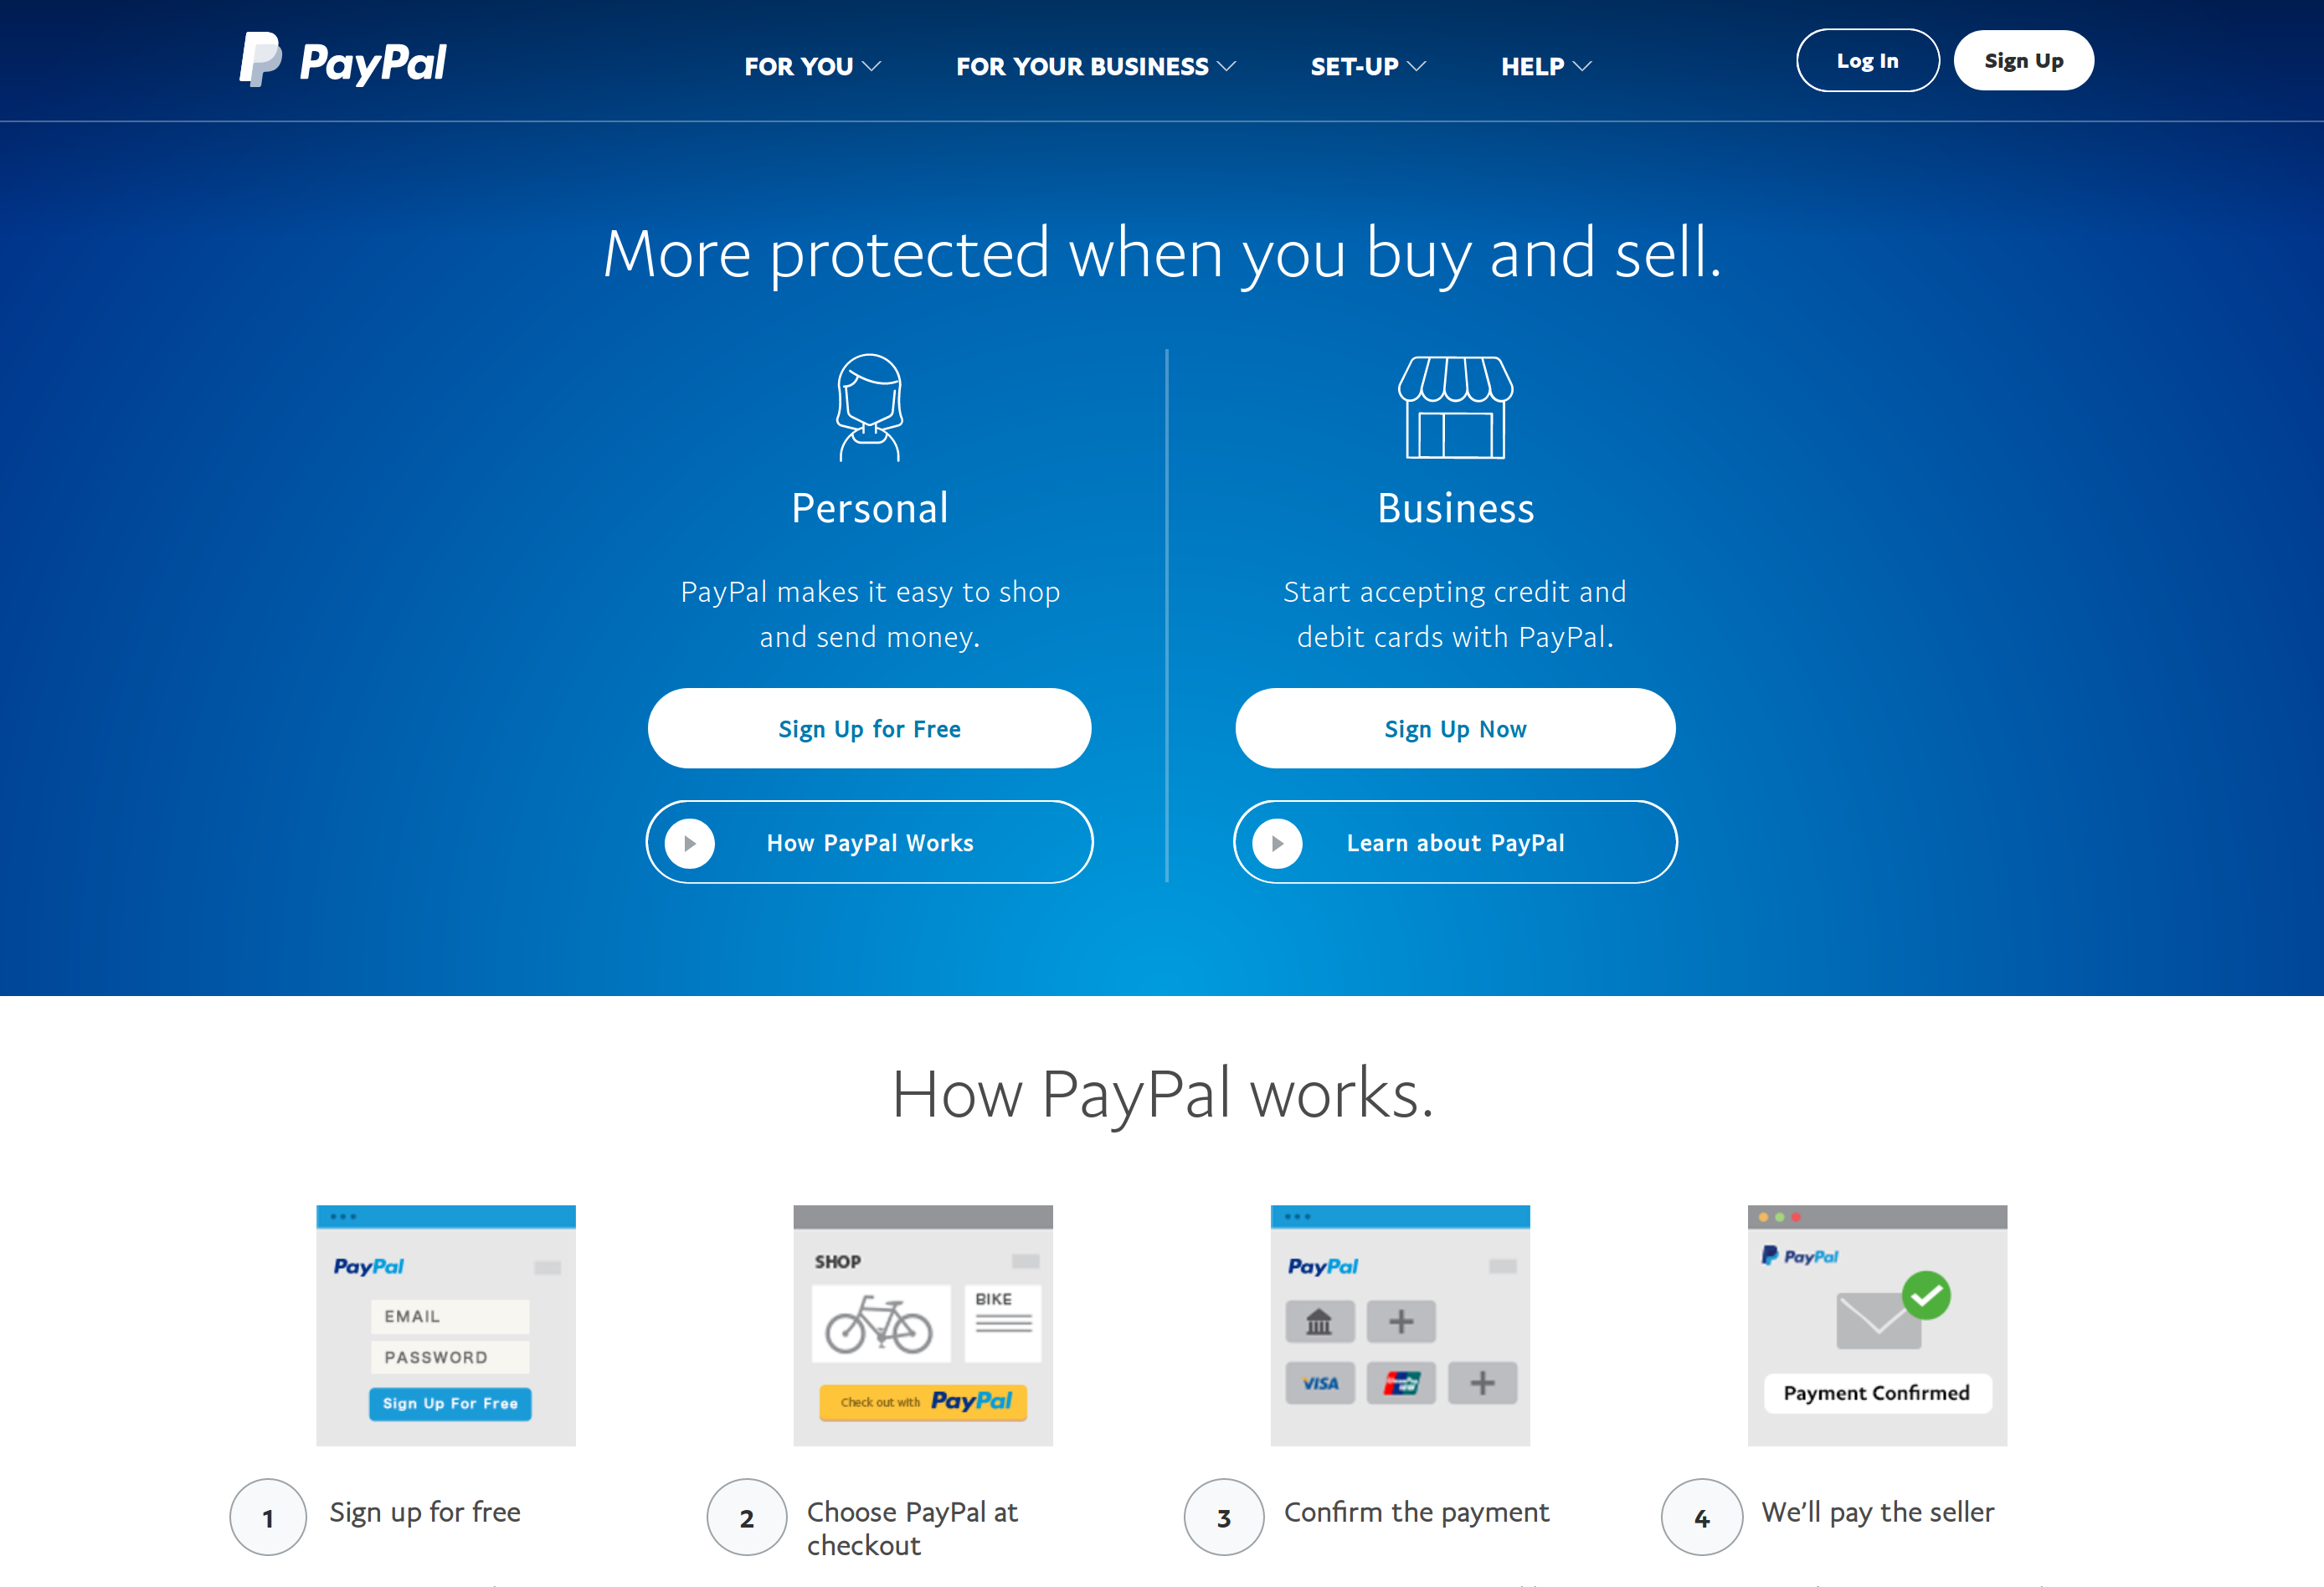 PayPal
FOR YOU
FOR YOUR BUSINESS
SET-UP
HELP
Log In
Sign Up
More protected when you buy and sell.
Personal
PayPal makes it easy to shop
and send money.
Sign Up for Free
How PayPal Works
Business
Start accepting credit and
debit cards with PayPal.
Sign Up Now
Learn about PayPal
How PayPal works.
PayPal
EMAIL
PASSWORD
Sign Up For Free
SHOP
BIKE
Check out with PayPal
PayPal
VISA
PayPal
Payment Confirmed
1 Sign up for free
2 Choose PayPal at
checkout
3 Confirm the payment
4 We’ll pay the seller